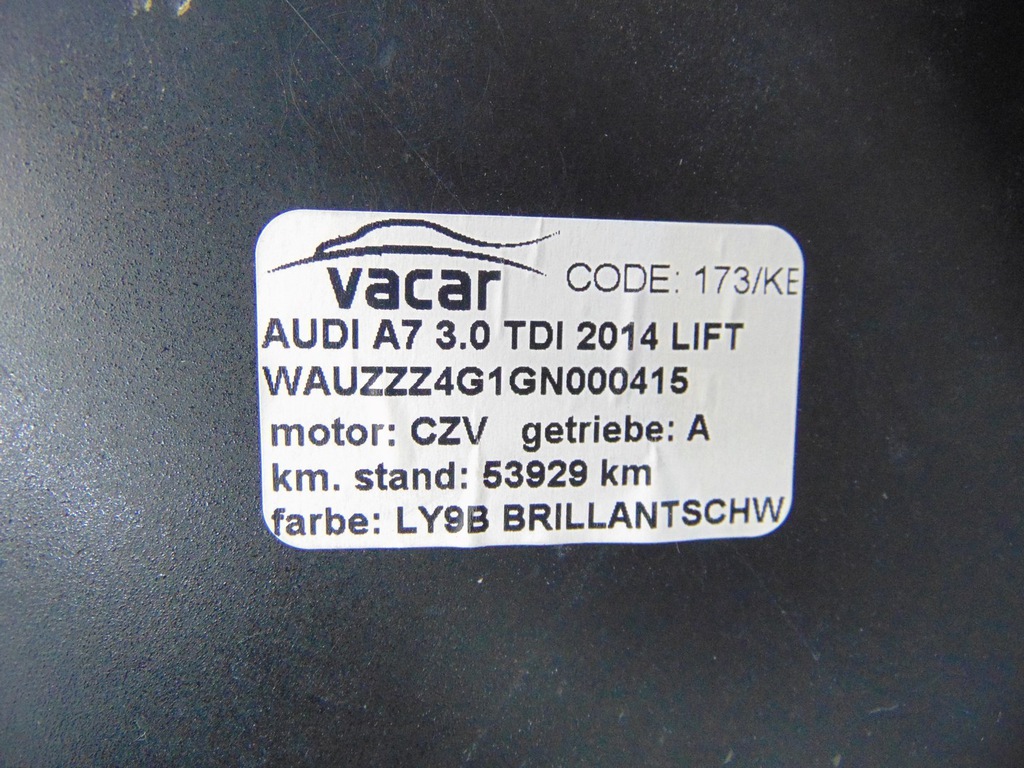 vacar CODE: 173/KE
AUDI A7 3.0 TDI 2014 LIFT
WAUZZZ4G1GN000415
motor: CZV getriebe: A
km. stand: 53929 km
farbe: LY9B BRILLANTSCHW